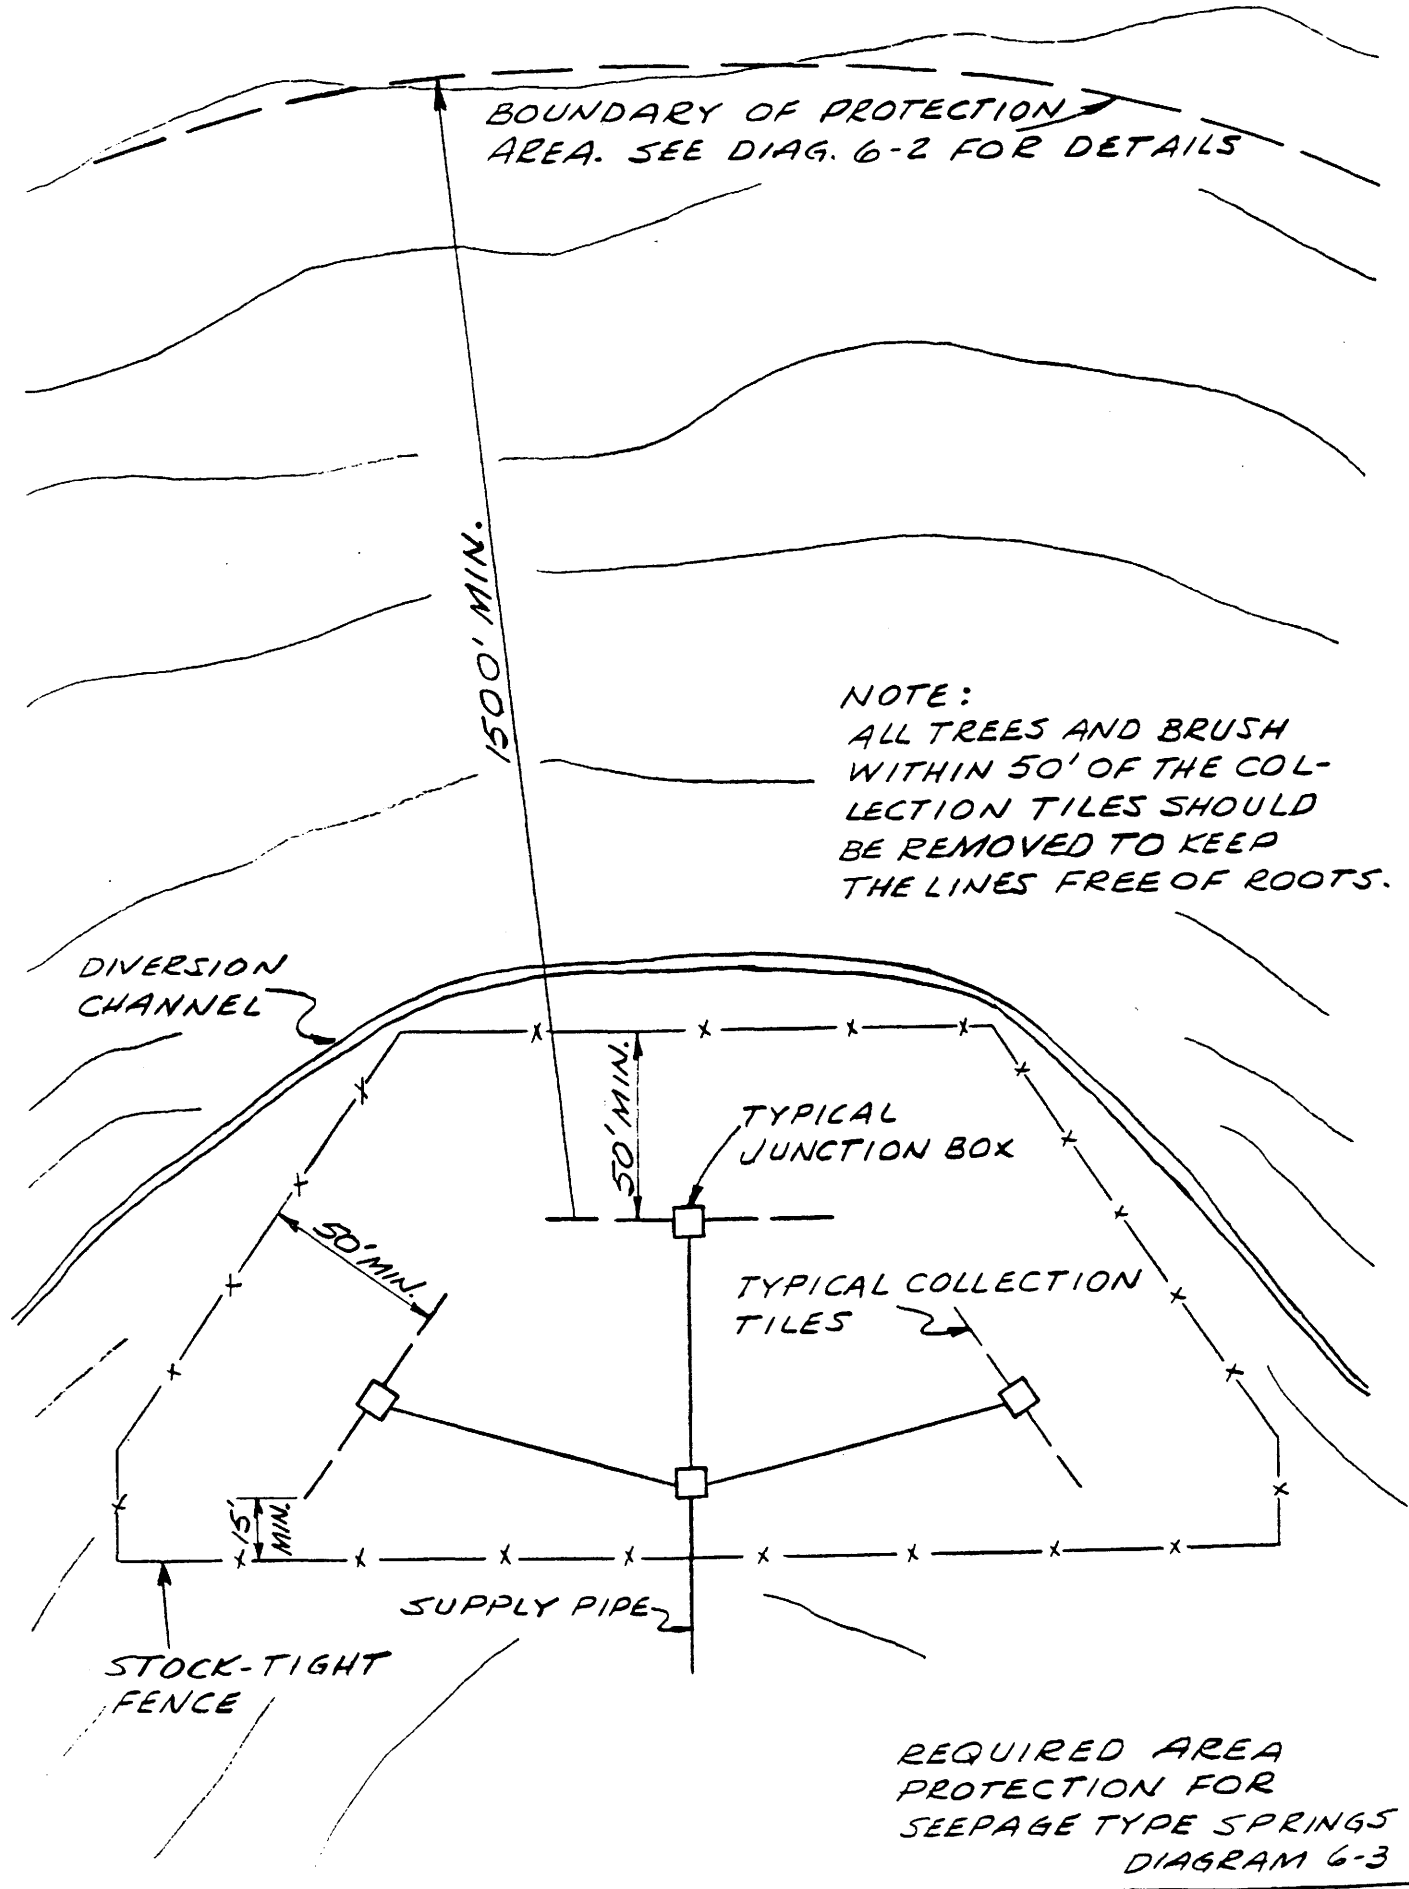 BOUNDARY OF PROTECTION
AREA. SEE DIAG. 6-2 FOR DETAILS
1500' MIN.
NOTE:
ALL TREES AND BRUSH
WITHIN 50' OF THE COL-
LECTION TILES SHOULD
BE REMOVED TO KEEP
THE LINES FREE OF ROOTS.
DIVERSION
CHANNEL
50' MIN.
TYPICAL
JUNCTION BOX
50' MIN.
TYPICAL COLLECTION
TILES
15'
MIN.
SUPPLY PIPE
STOCK-TIGHT
FENCE
REQUIRED AREA
PROTECTION FOR
SEEPAGE TYPE SPRINGS
DIAGRAM 6-3